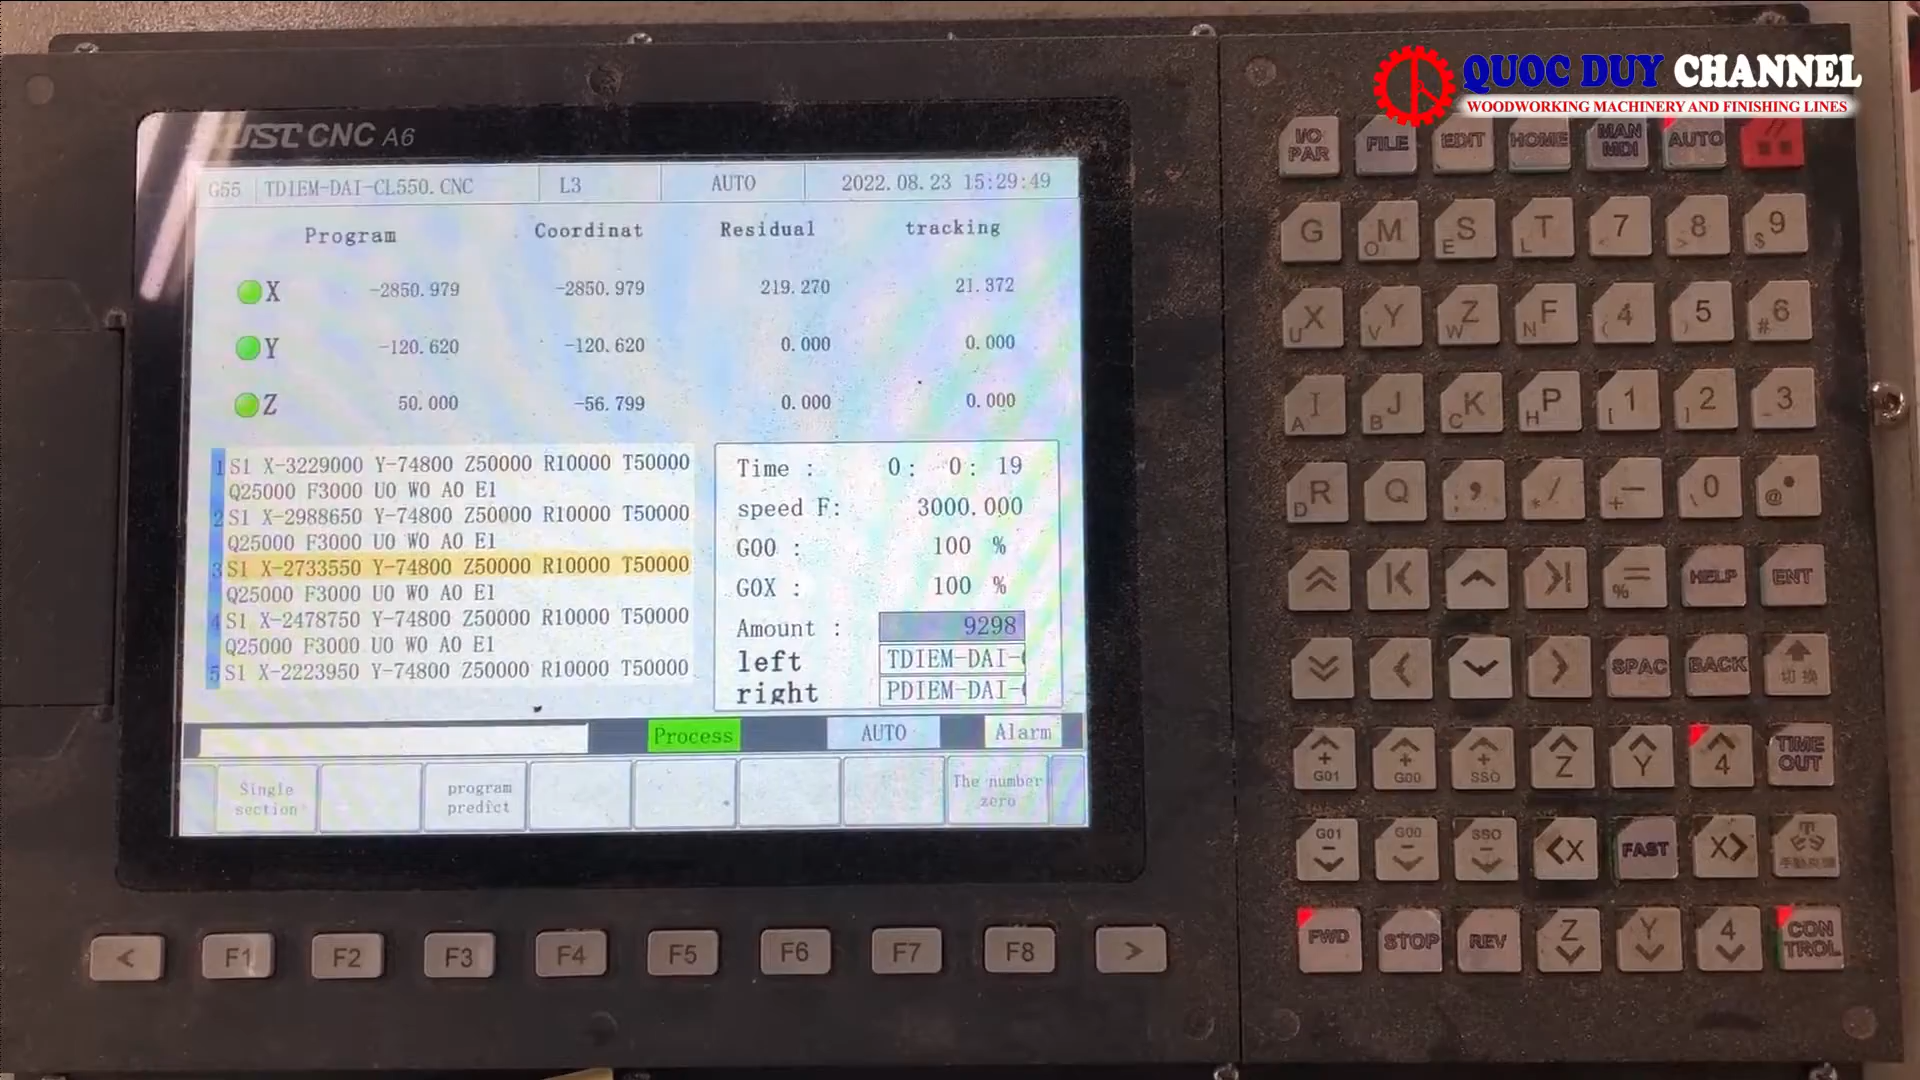 QUOC DUY CHANNEL
WOODWORKING MACHINERY AND FINISHING LINES
CNC A6
G55 TDIEM-DAI-CL550.CNC L3 AUTO 2022.08.23 15:29:49
Program Coordinat Residual tracking
X -2850.979 -2850.979 219.270 21.372
Y -120.620 -120.620 0.000 0.000
Z 50.000 -56.799 0.000 0.000
1 S1 X-3229000 Y-74800 Z50000 R10000 T50000
Q25000 F3000 U0 W0 A0 E1
2 S1 X-2988650 Y-74800 Z50000 R10000 T50000
Q25000 F3000 U0 W0 A0 E1
3 S1 X-2733550 Y-74800 Z50000 R10000 T50000
Q25000 F3000 U0 W0 A0 E1
4 S1 X-2478750 Y-74800 Z50000 R10000 T50000
Q25000 F3000 U0 W0 A0 E1
5 S1 X-2223950 Y-74800 Z50000 R10000 T50000
Time : 0: 0: 19
speed F: 3000.000
G00 : 100 %
G0X : 100 %
Amount : 9298
left TDIEM-DAI-
right PDIEM-DAI-
Process AUTO Alarm
Single section
program predict
The number zero
< F1 F2 F3 F4 F5 F6 F7 F8 >
I/O PAR FILE EDIT HOME MAN MDI AUTO //
G M O S E T L 7 < 8 > 9 $
X U Y V Z W F N 4 ( 5 ) 6 #
I A J B K C P H 1 [ 2 ] 3 _
R D Q , ; / * - + 0 \ . @
= % HELP ENT
SPAC BACK 切换
+ G01 + G00 + SSO Z Y 4 TIME OUT
G01 - G00 - SSO - <X FAST X>
FWD STOP REV Z Y 4 CON TROL